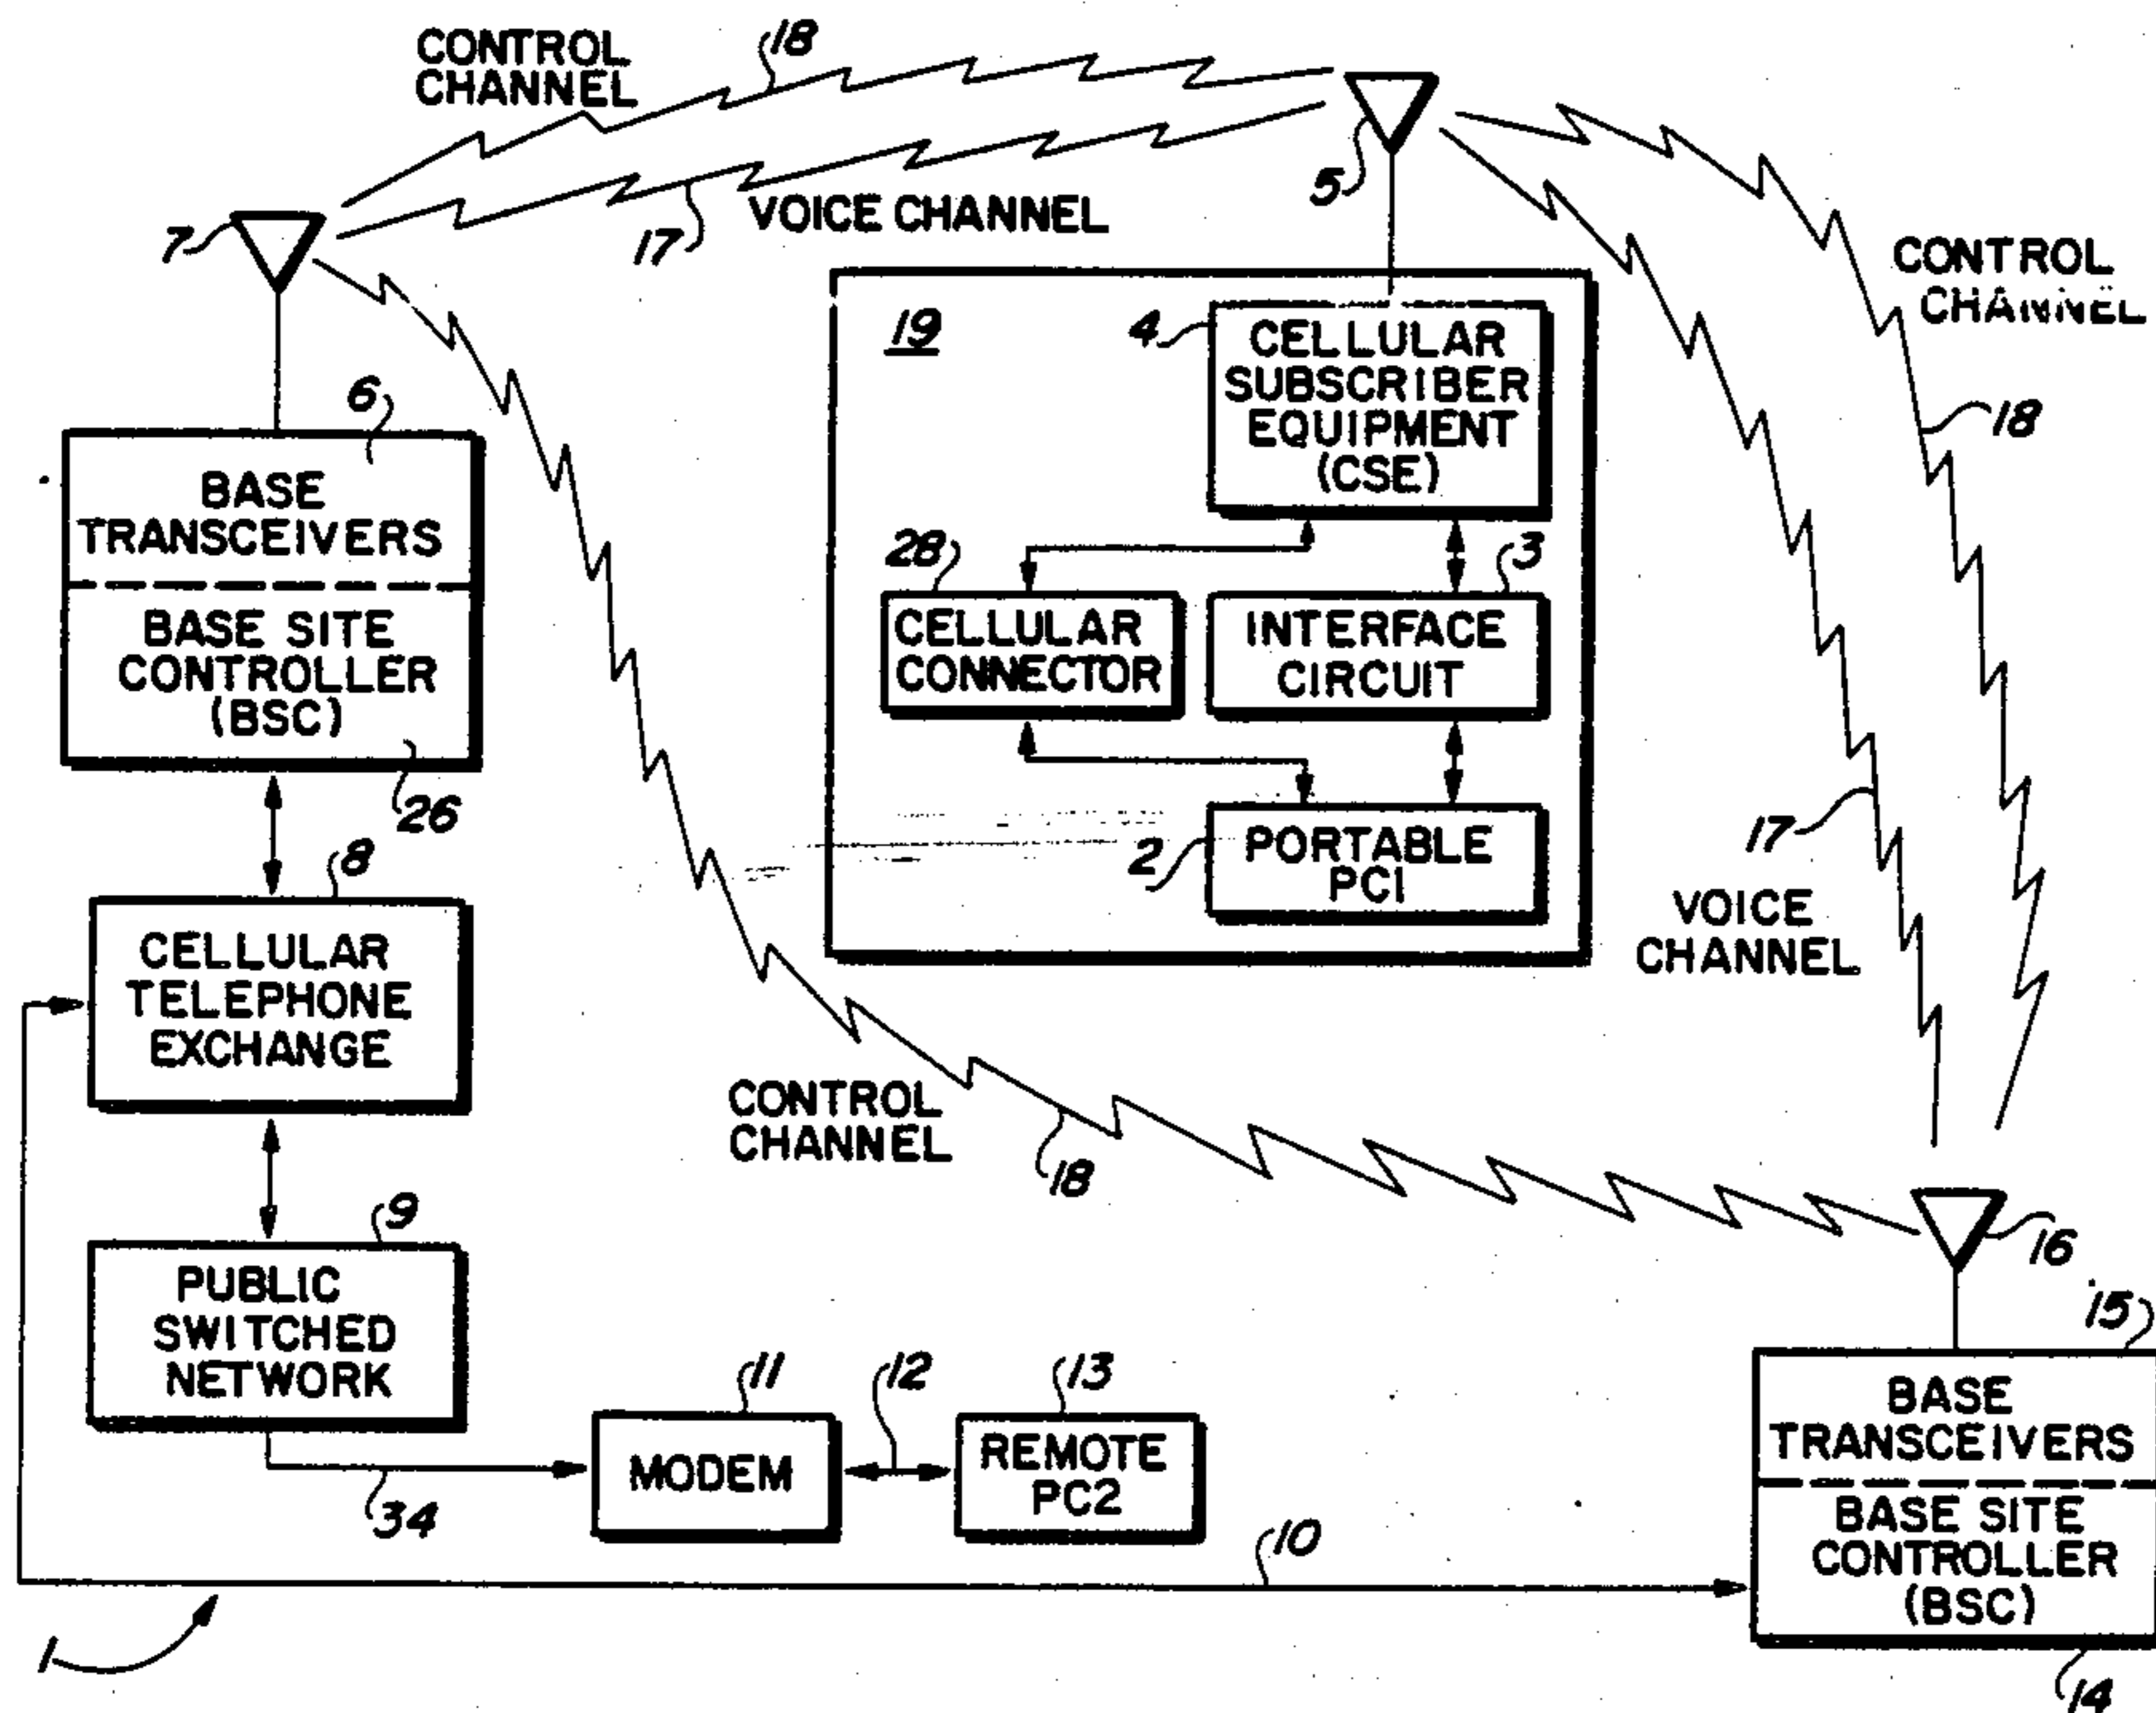 CONTROL
CHANNEL
18
7
17
VOICE CHANNEL
5
CONTROL
CHANNEL
18
17
VOICE
CHANNEL
19
4
CELLULAR
SUBSCRIBER
EQUIPMENT
(CSE)
28
CELLULAR
CONNECTOR
3
INTERFACE
CIRCUIT
2
PORTABLE
PC1
6
BASE
TRANSCEIVERS
BASE SITE
CONTROLLER
(BSC)
26
8
CELLULAR
TELEPHONE
EXCHANGE
CONTROL
CHANNEL
18
9
PUBLIC
SWITCHED
NETWORK
34
11
MODEM
12
13
REMOTE
PC2
10
1
16
15
BASE
TRANSCEIVERS
BASE SITE
CONTROLLER
(BSC)
14